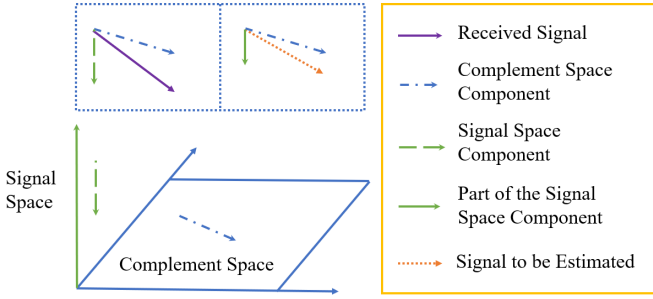 Signal
Space
Complement Space
Received Signal
Complement Space
Component
Signal Space
Component
Part of the Signal
Space Component
Signal to be Estimated